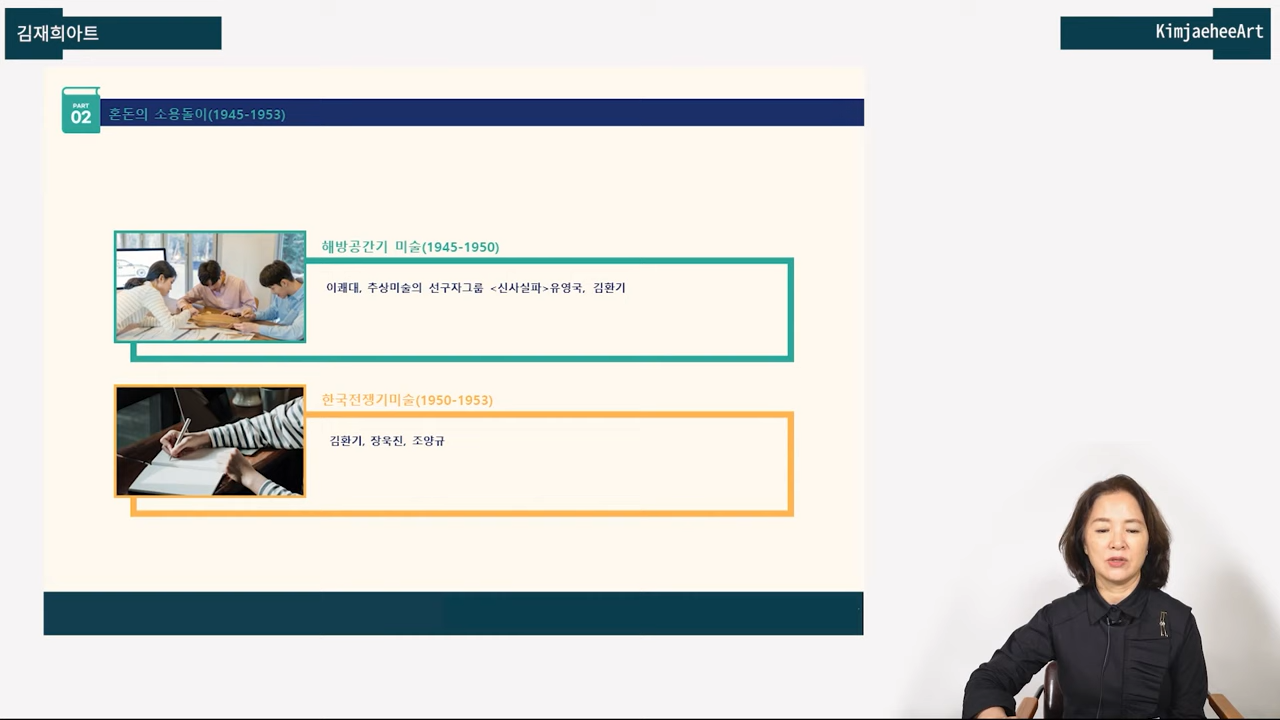 김재희아트
KimjaeheeArt
PART
02
혼돈의 소용돌이(1945-1953)
해방공간기 미술(1945-1950)
이쾌대, 추상미술의 선구자그룹 <신사실파>유영국, 김환기
한국전쟁기미술(1950-1953)
김환기, 장욱진, 조양규